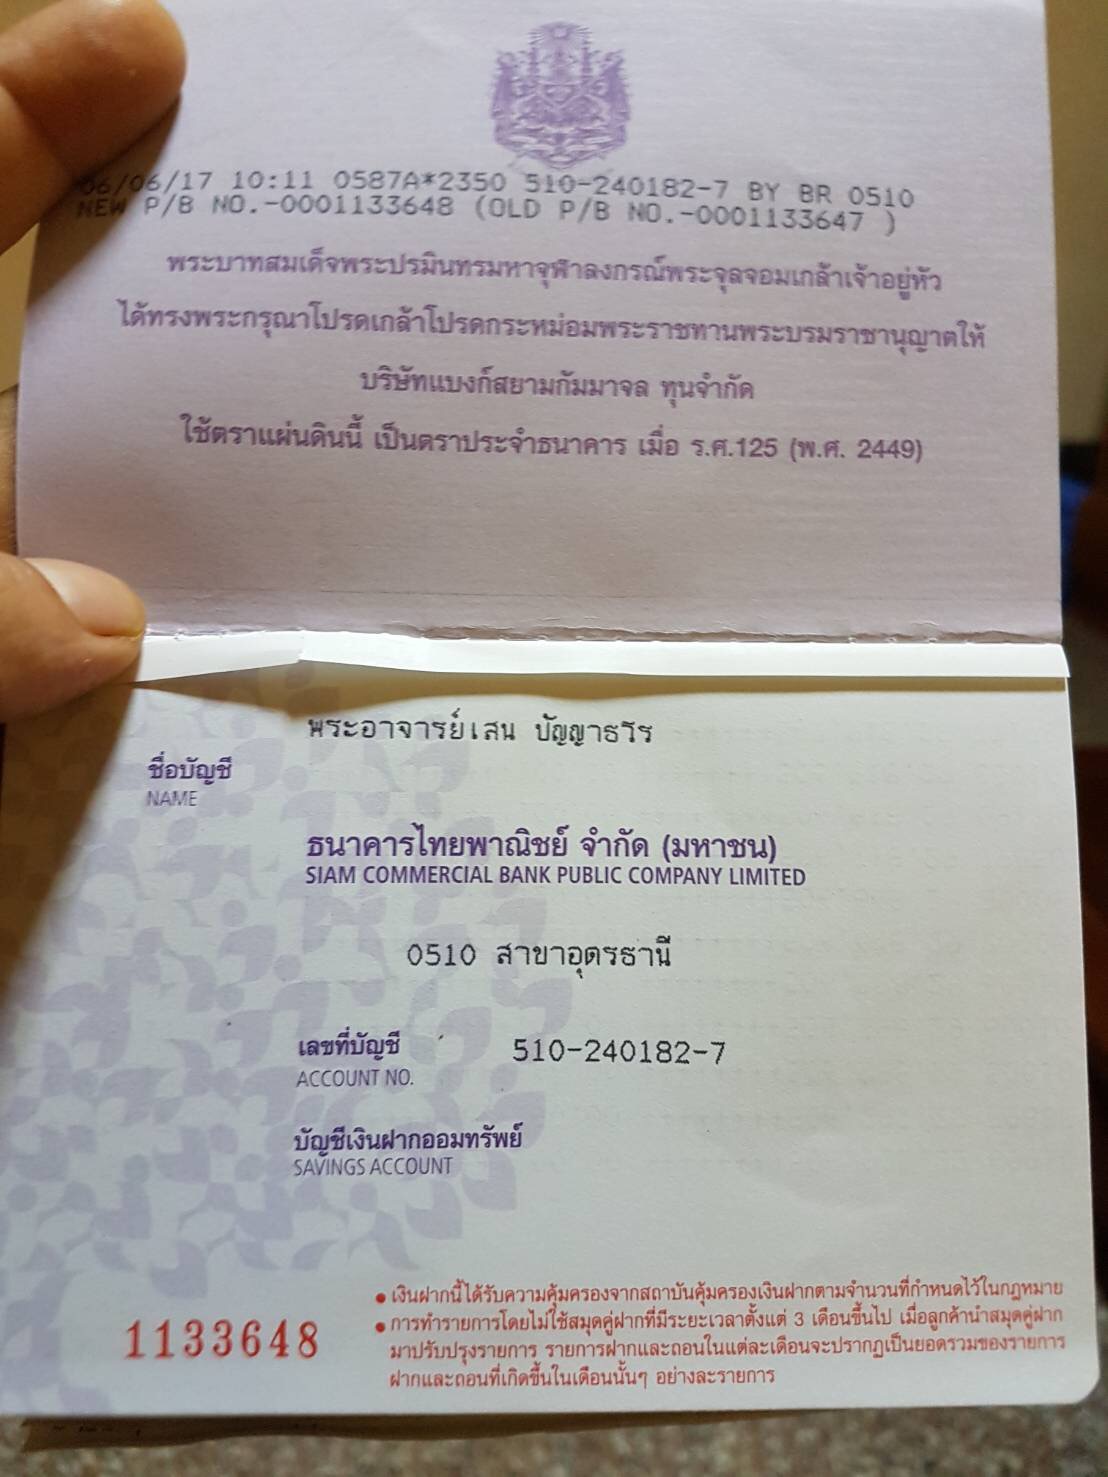 06/06/17 10:11 0587A*2350 510-240182-7 BY BR 0510
NEW P/B NO.-0001133648 (OLD P/B NO.-0001133647 )
พระบาทสมเด็จพระปรมินทรมหาจุฬาลงกรณ์พระจุลจอมเกล้าเจ้าอยู่หัว
ได้ทรงพระกรุณาโปรดเกล้าโปรดกระหม่อมพระราชทานพระบรมราชานุญาตให้
บริษัทแบงก์สยามกัมมาจล ทุนจำกัด
ใช้ตราแผ่นดินนี้ เป็นตราประจำธนาคาร เมื่อ ร.ศ.125 (พ.ศ. 2449)
พระอาจารย์เสน ปัญญาธโร
ชื่อบัญชี
NAME
ธนาคารไทยพาณิชย์ จำกัด (มหาชน)
SIAM COMMERCIAL BANK PUBLIC COMPANY LIMITED
0510 สาขาอุดรธานี
เลขที่บัญชี 510-240182-7
ACCOUNT NO.
บัญชีเงินฝากออมทรัพย์
SAVINGS ACCOUNT
1133648
• เงินฝากนี้ได้รับความคุ้มครองจากสถาบันคุ้มครองเงินฝากตามจำนวนที่กำหนดไว้ในกฎหมาย
• การทำรายการโดยไม่ใช้สมุดคู่ฝากที่มีระยะเวลาตั้งแต่ 3 เดือนขึ้นไป เมื่อลูกค้านำสมุดคู่ฝาก
มาปรับปรุงรายการ รายการฝากและถอนในแต่ละเดือนจะปรากฏเป็นยอดรวมของรายการ
ฝากและถอนที่เกิดขึ้นในเดือนนั้นๆ อย่างละรายการ